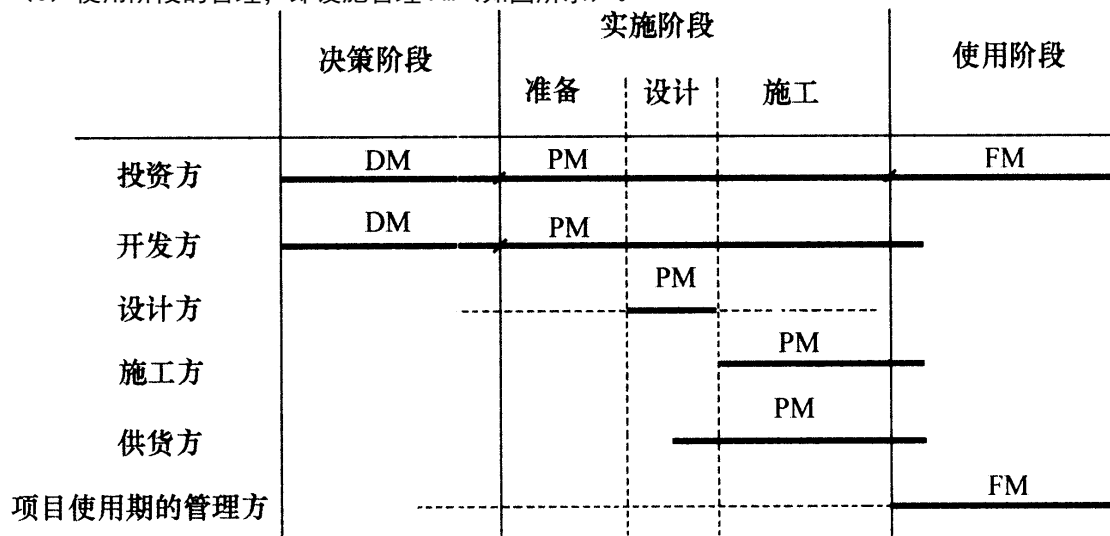 实施阶段
决策阶段
使用阶段
准备 设计 施工
投资方 DM PM FM
开发方 DM PM
设计方 PM
施工方 PM
供货方 PM
项目使用期的管理方 FM